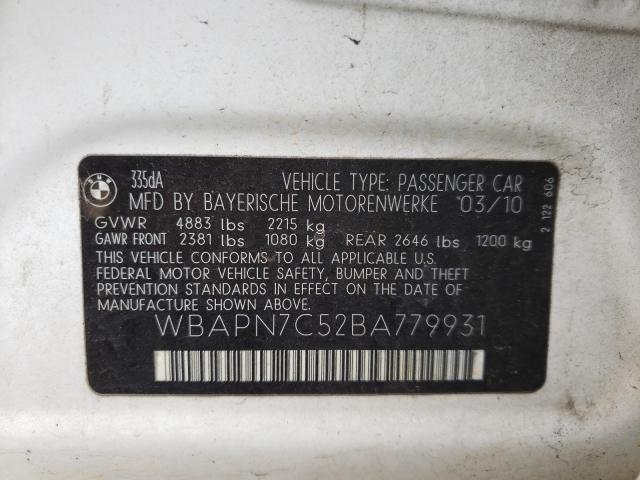 BMW
335dA VEHICLE TYPE: PASSENGER CAR
MFD BY BAYERISCHE MOTORENWERKE 03/10
GVWR 4883 lbs 2215 kg
GAWR FRONT 2381 lbs 1080 kg REAR 2646 lbs 1200 kg
THIS VEHICLE CONFORMS TO ALL APPLICABLE U.S.
FEDERAL MOTOR VEHICLE SAFETY, BUMPER AND THEFT
PREVENTION STANDARDS IN EFFECT ON THE DATE OF
MANUFACTURE SHOWN ABOVE.
WBAPN7C52BA779931
2 122 606